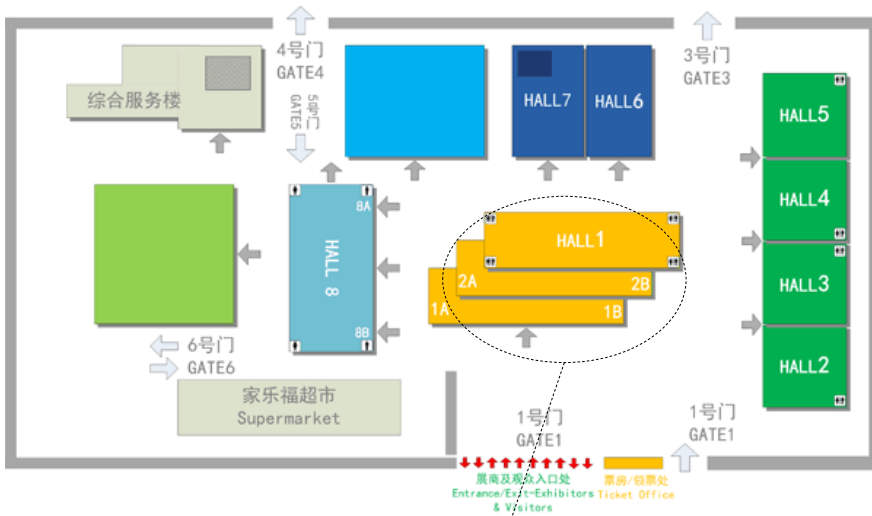 4号门
GATE4
3号门
GATE3
综合服务楼
5号门
GATE5
HALL7
HALL6
HALL5
HALL4
HALL3
HALL2
8A
HALL 8
8B
HALL1
2A
2B
1A
1B
6号门
GATE6
家乐福超市
Supermarket
1号门
GATE1
1号门
GATE1
展商及观众入口处
Entrance/Exit-Exhibitors
& Visitors
票房/领票处
Ticket Office